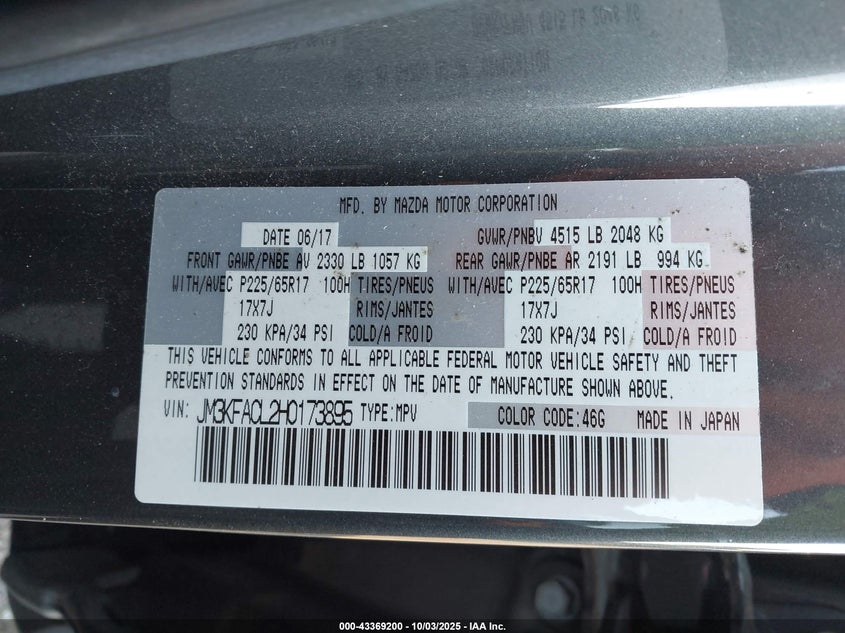 MFD. BY MAZDA MOTOR CORPORATION
DATE 06/17 GVWR/PNBV 4515 LB 2048 KG
FRONT GAWR/PNBE AV 2330 LB 1057 KG REAR GAWR/PNBE AR 2191 LB 994 KG
WITH/AVEC P225/65R17 100H TIRES/PNEUS WITH/AVEC P225/65R17 100H TIRES/PNEUS
17X7J RIMS/JANTES 17X7J RIMS/JANTES
230 KPA/34 PSI COLD/A FROID 230 KPA/34 PSI COLD/A FROID
THIS VEHICLE CONFORMS TO ALL APPLICABLE FEDERAL MOTOR VEHICLE SAFETY AND THEFT
PREVENTION STANDARDS IN EFFECT ON THE DATE OF MANUFACTURE SHOWN ABOVE.
VIN: JM3KFACL2H0173895 TYPE:MPV COLOR CODE:46G MADE IN JAPAN
000-43369200 - 10/03/2025 - IAA Inc.